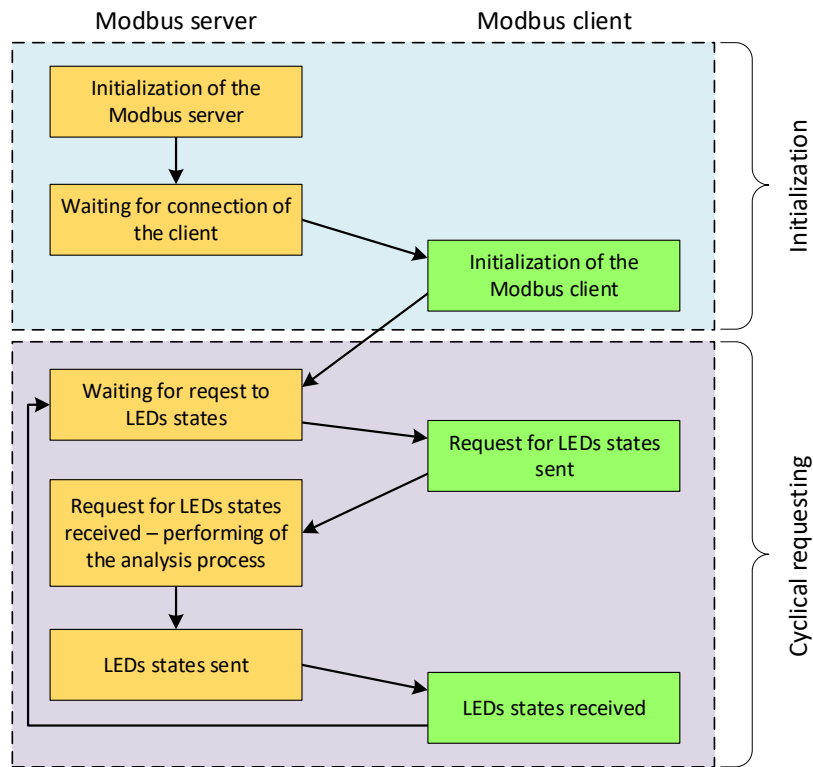 Modbus server
Modbus client
Initialization of the
Modbus server
Waiting for connection of
the client
Initialization of the
Modbus client
Initialization
Waiting for reqest to
LEDs states
Request for LEDs states
sent
Request for LEDs states
received – performing of
the analysis process
LEDs states sent
LEDs states received
Cyclical requesting